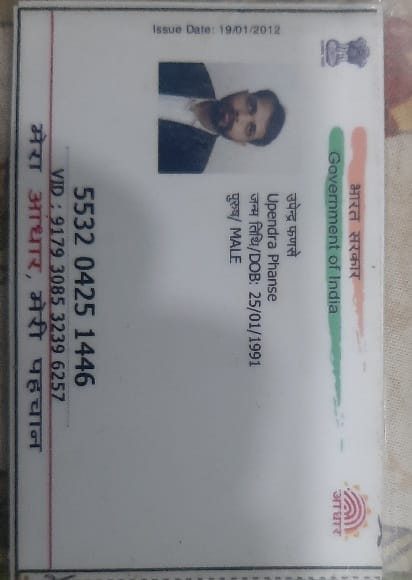 भारत सरकार
Government of India
Issue Date: 19/01/2012
उपेन्द्र फणसे
Upendra Phanse
जन्म तिथि/DOB: 25/01/1991
पुरुष/ MALE
आधार
5532 0425 1446
VID : 9179 3085 3239 6257
मेरा आधार, मेरी पहचान